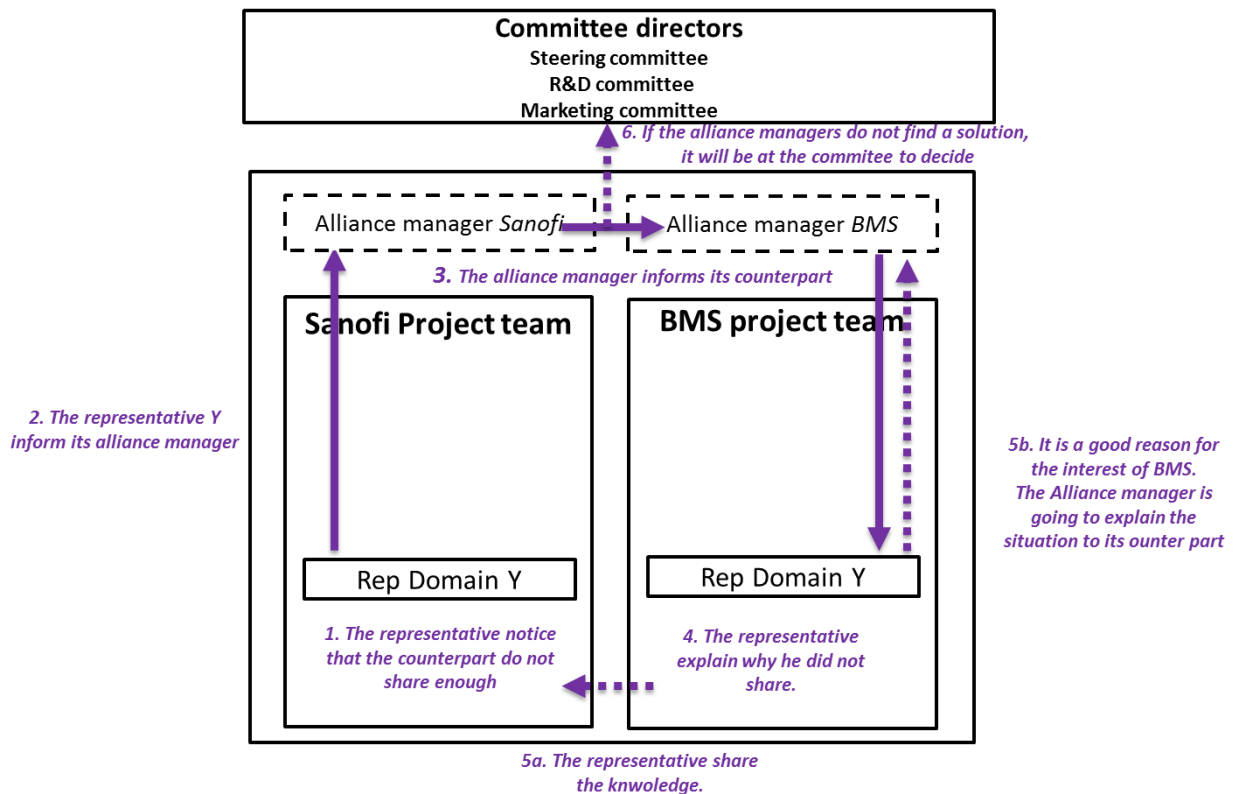 Committee directors
Steering committee
R&D committee
Marketing committee
6. If the alliance managers do not find a solution,
it will be at the commitee to decide
Alliance manager Sanofi
Alliance manager BMS
3. The alliance manager informs its counterpart
Sanofi Project team
BMS project team
2. The representative Y
inform its alliance manager
5b. It is a good reason for
the interest of BMS.
The Alliance manager is
going to explain the
situation to its ounter part
Rep Domain Y
Rep Domain Y
1. The representative notice
that the counterpart do not
share enough
4. The representative
explain why he did not
share.
5a. The representative share
the knwoledge.